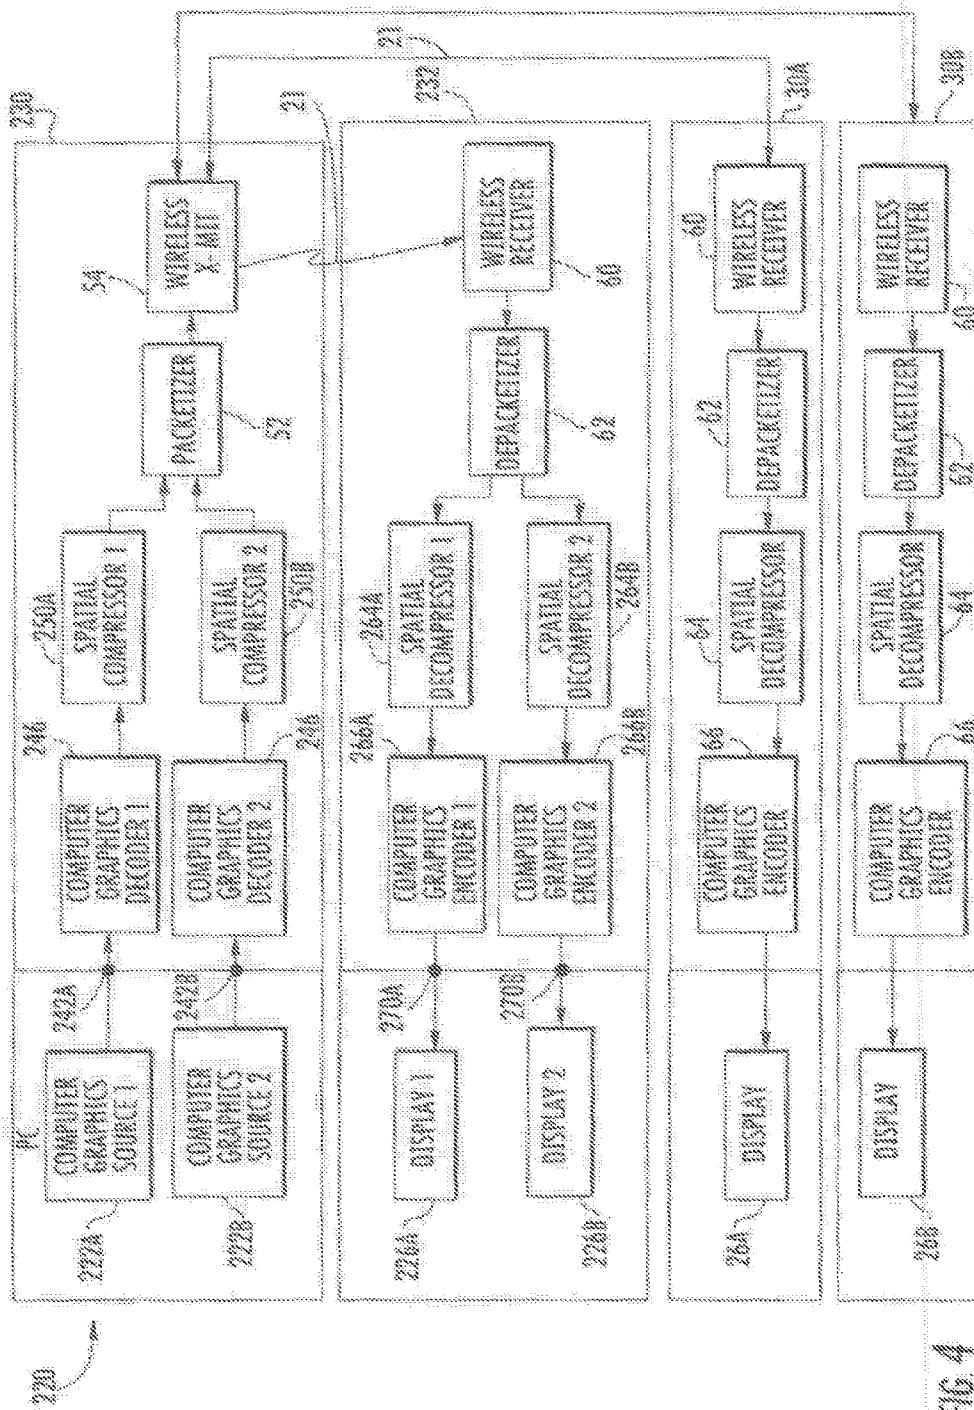 220
PC
COMPUTER
GRAPHICS
SOURCE 1
222A
242A
COMPUTER
GRAPHICS
DECODER 1
246
SPATIAL
COMPRESSOR 1
250A
COMPUTER
GRAPHICS
SOURCE 2
222B
242B
COMPUTER
GRAPHICS
DECODER 2
246
SPATIAL
COMPRESSOR 2
250B
PACKETIZER
52
WIRELESS
X-MIT
54
230
21
21
232
DISPLAY 1
226A
270A
COMPUTER
GRAPHICS
ENCODER 1
266A
SPATIAL
DECOMPRESSOR 1
264A
DISPLAY 2
226B
270B
COMPUTER
GRAPHICS
ENCODER 2
266B
SPATIAL
DECOMPRESSOR 2
264B
DEPACKETIZER
62
WIRELESS
RECEIVER
60
DISPLAY
26A
COMPUTER
GRAPHICS
ENCODER
66
SPATIAL
DECOMPRESSOR
64
DEPACKETIZER
62
WIRELESS
RECEIVER
60
30A
DISPLAY
26B
COMPUTER
GRAPHICS
ENCODER
66
SPATIAL
DECOMPRESSOR
64
DEPACKETIZER
62
WIRELESS
RECEIVER
60
30B
FIG. 4